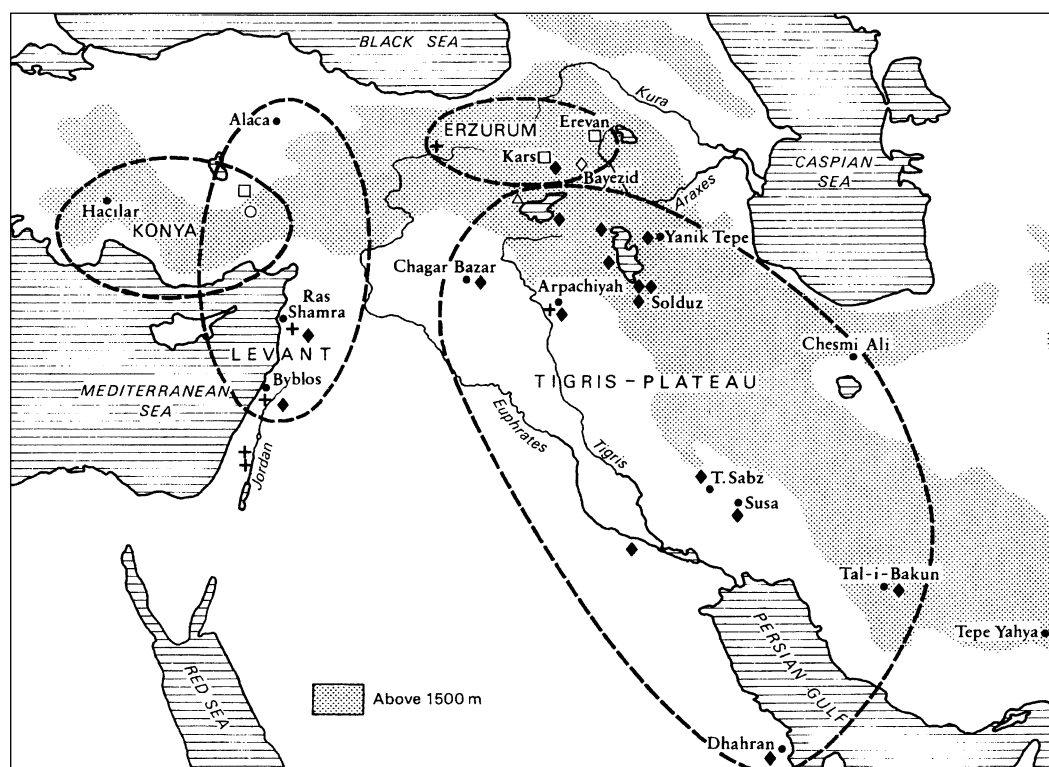 BLACK SEA
Kura
Alaca
ERZURUM
Erevan
Kars
Bayezid
CASPIAN
SEA
Araxes
Hacılar
KONYA
Yanik Tepe
Chagar Bazar
Arpachiyah
Solduz
Ras
Shamra
LEVANT
Chesmi Ali
Byblos
MEDITERRANEAN
SEA
TIGRIS – PLATEAU
Euphrates
Tigris
Jordan
T. Sabz
Susa
Tal-i-Bakun
Tepe Yahya
PERSIAN GULF
RED SEA
Above 1500 m
Dhahran